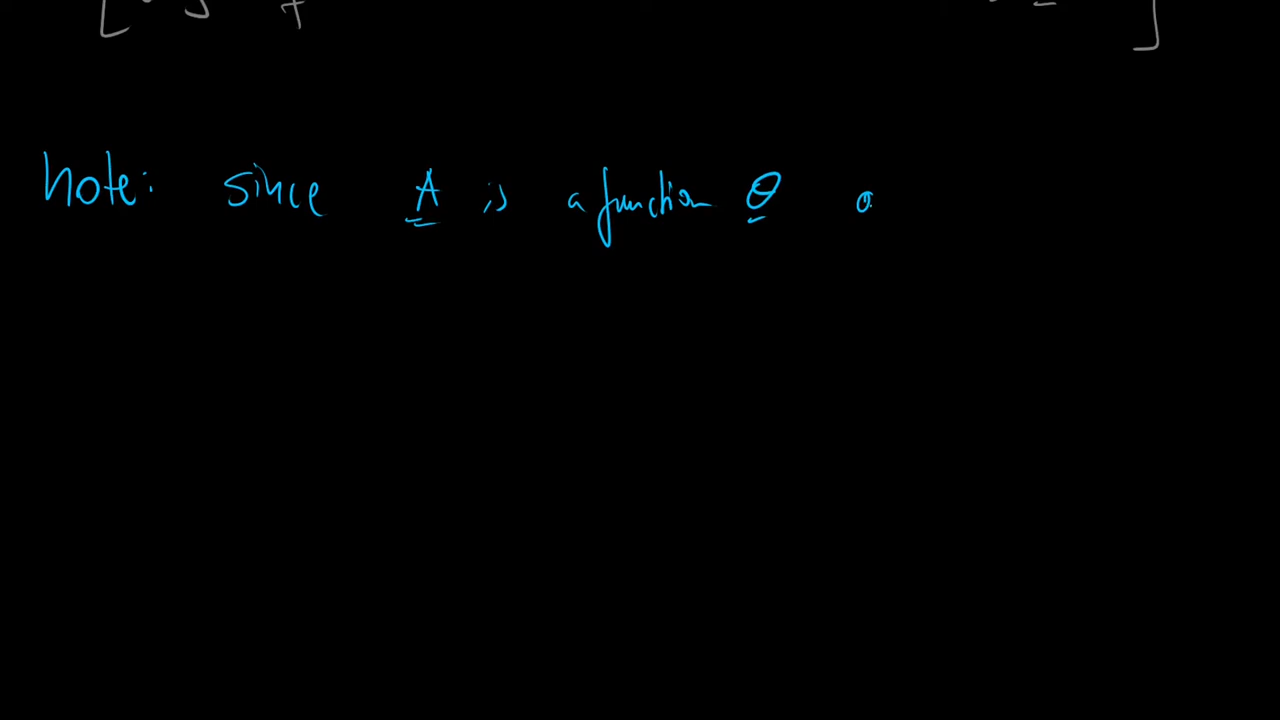 Note: since A is a function θ